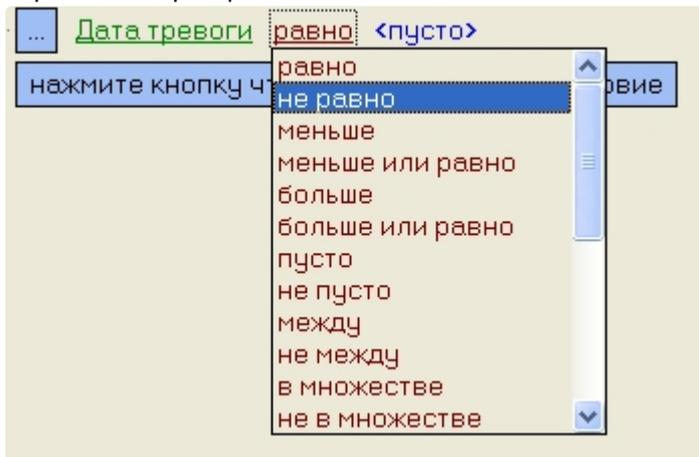 ... Дата тревоги равно <пусто>
равно
нажмите кнопку ч овие
не равно
меньше
меньше или равно
больше
больше или равно
пусто
не пусто
между
не между
в множестве
не в множестве